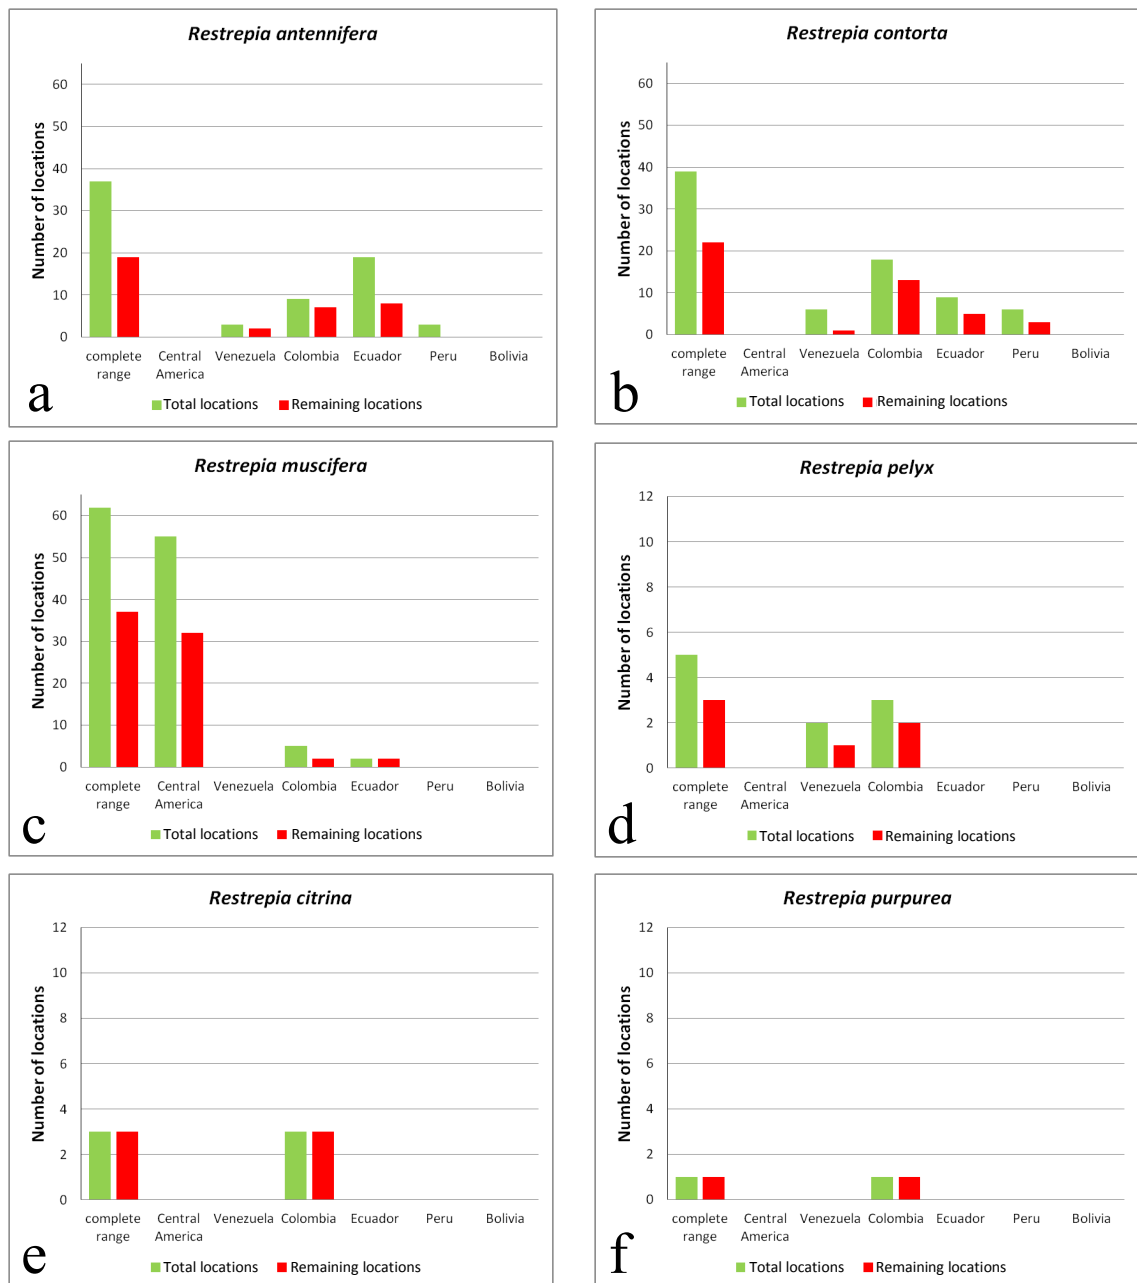 Restrepia antennifera
Number of locations
60
50
40
30
20
10
0
complete range
Central America
Venezuela
Colombia
Ecuador
Peru
Bolivia
Total locations
Remaining locations
a
Restrepia contorta
Number of locations
60
50
40
30
20
10
0
complete range
Central America
Venezuela
Colombia
Ecuador
Peru
Bolivia
Total locations
Remaining locations
b
Restrepia muscifera
Number of locations
60
50
40
30
20
10
0
complete range
Central America
Venezuela
Colombia
Ecuador
Peru
Bolivia
Total locations
Remaining locations
c
Restrepia pelyx
Number of locations
12
10
8
6
4
2
0
complete range
Central America
Venezuela
Colombia
Ecuador
Peru
Bolivia
Total locations
Remaining locations
d
Restrepia citrina
Number of locations
12
10
8
6
4
2
0
complete range
Central America
Venezuela
Colombia
Ecuador
Peru
Bolivia
Total locations
Remaining locations
e
Restrepia purpurea
Number of locations
12
10
8
6
4
2
0
complete range
Central America
Venezuela
Colombia
Ecuador
Peru
Bolivia
Total locations
Remaining locations
f